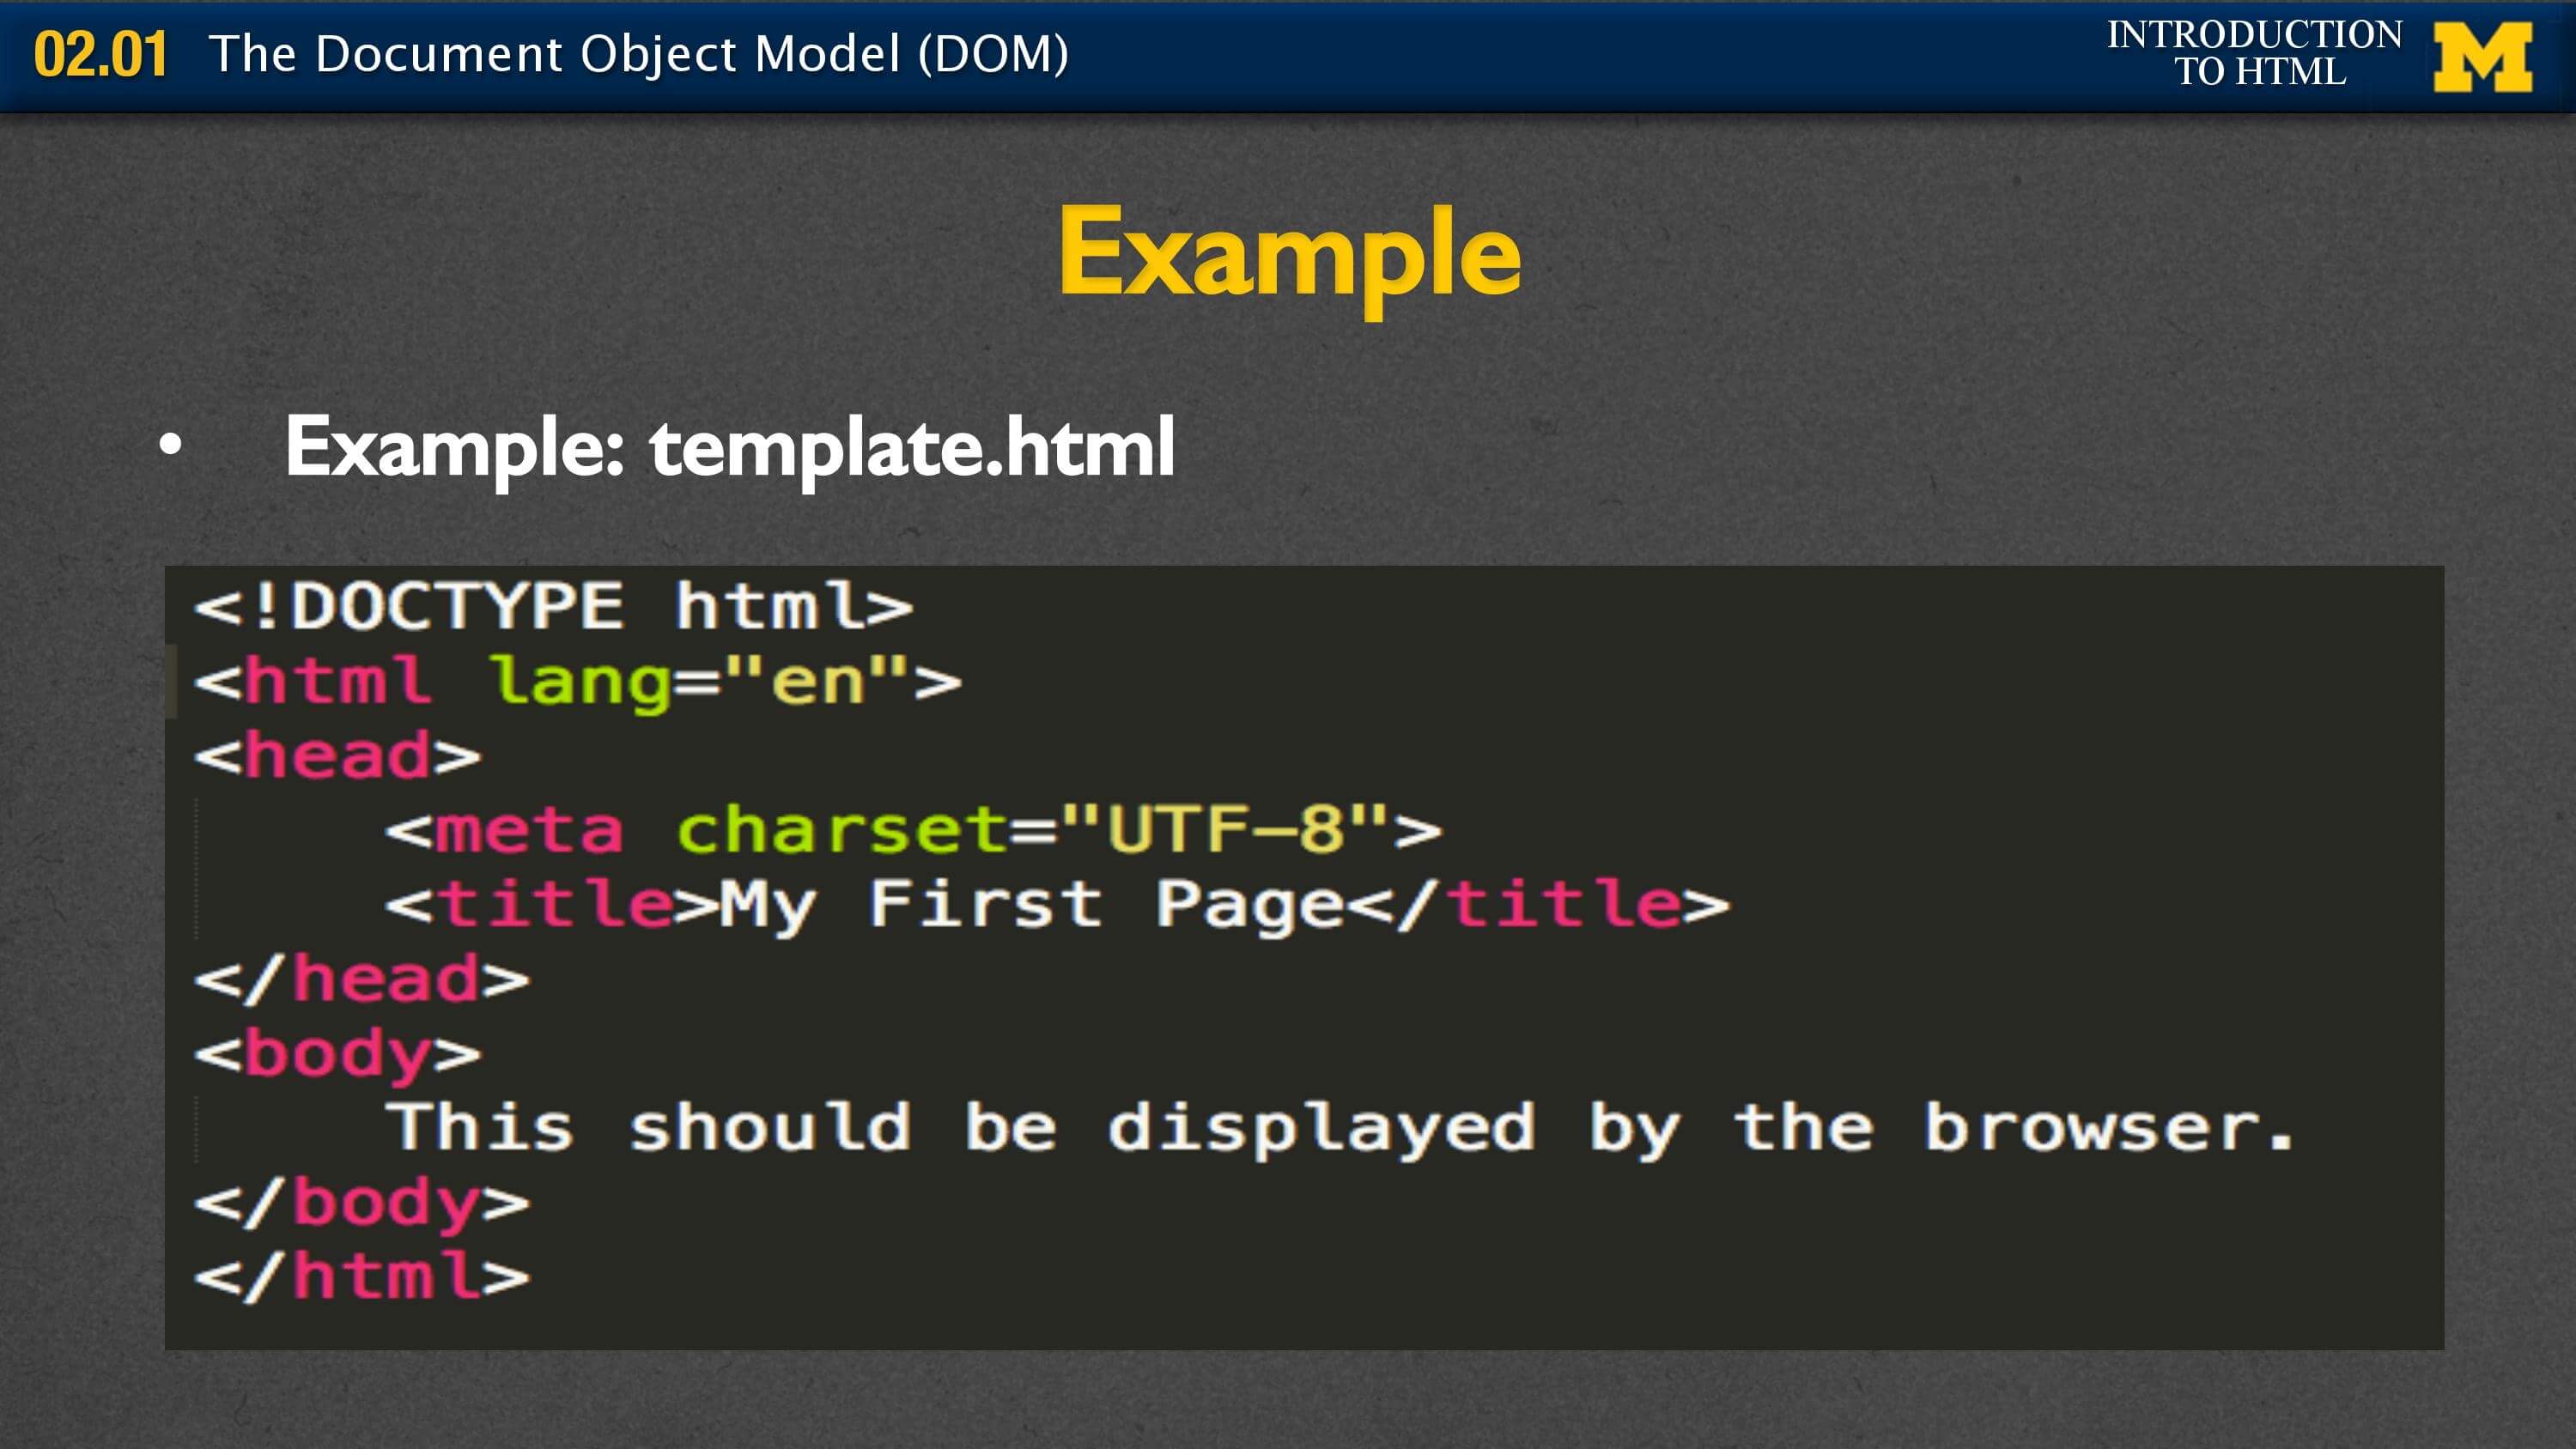 02.01 The Document Object Model (DOM)
INTRODUCTION
TO HTML
M
Example
• Example: template.html
<!DOCTYPE html>
<html lang="en">
<head>
    <meta charset="UTF-8">
    <title>My First Page</title>
</head>
<body>
    This should be displayed by the browser.
</body>
</html>